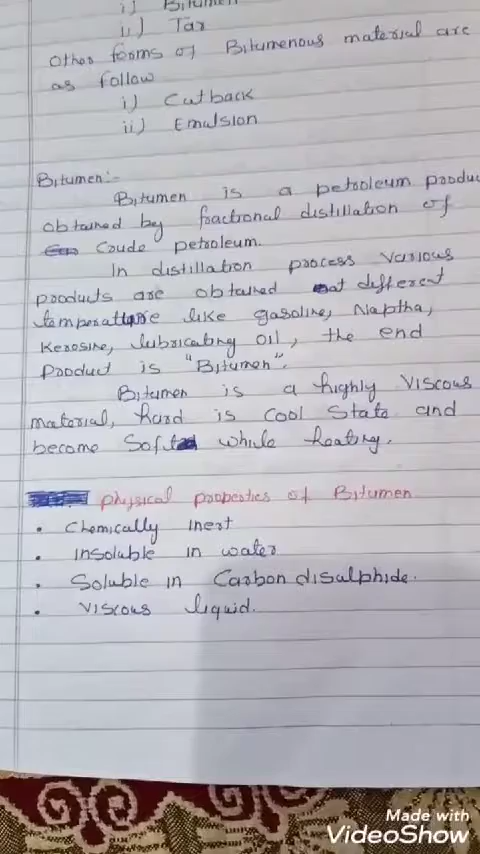 i) Bitumen
ii) Tar
Other forms of Bitumenous material are
as follow
i) Cutback
ii) Emulsion
Bitumen:-
Bitumen is a petroleum produc
obtained by fractional distillation of
Crude petroleum.
In distillation process various
products are obtained at different
temperature like gasoline, Naptha,
Kerosine, lubricating oil, the end
Product is "Bitumen".
Bitumen is a highly viscous
material, hard is cool State and
become Soft while heating.
Physical properties of Bitumen
• Chemically inert
• Insoluble in water
• Soluble in Carbon disulphide.
• Viscous liquid.
Made with
VideoShow